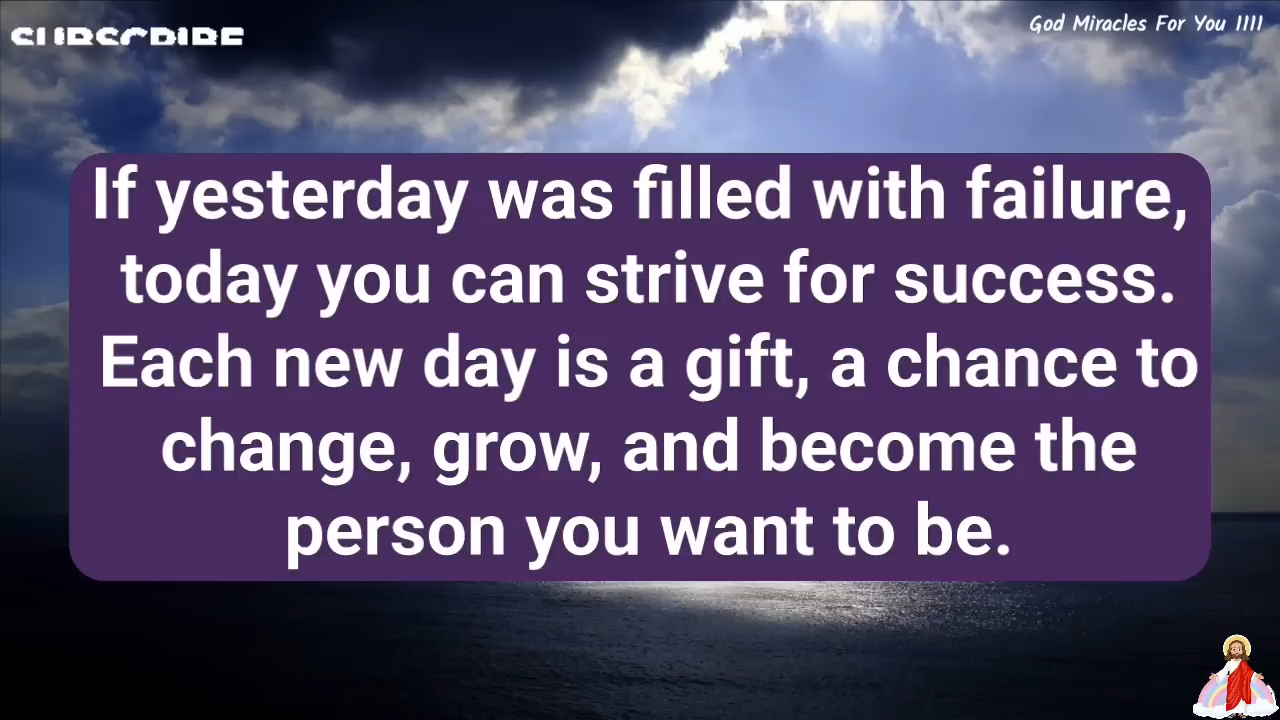 SUBSCRIBE
God Miracles For You 1111
If yesterday was filled with failure,
today you can strive for success.
Each new day is a gift, a chance to
change, grow, and become the
person you want to be.